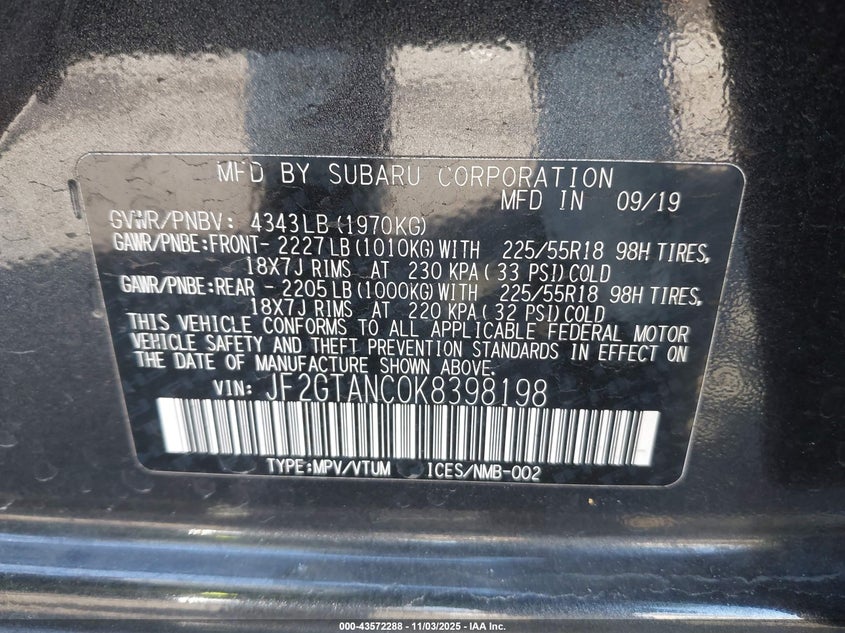 MFD BY SUBARU CORPORATION
MFD IN 09/19
GVWR/PNBV: 4343LB (1970KG)
GAWR/PNBE:FRONT- 2227LB (1010KG) WITH 225/55R18 98H TIRES,
18X7J RIMS AT 230 KPA ( 33 PSI) COLD
GAWR/PNBE:REAR - 2205LB (1000KG) WITH 225/55R18 98H TIRES,
18X7J RIMS AT 220 KPA ( 32 PSI) COLD
THIS VEHICLE CONFORMS TO ALL APPLICABLE FEDERAL MOTOR
VEHICLE SAFETY AND THEFT PREVENTION STANDARDS IN EFFECT ON
THE DATE OF MANUFACTURE SHOWN ABOVE.
VIN: JF2GTANC0K8398198
TYPE:MPV/VTUM ICES/NMB-002
000-43572288 - 11/03/2025 - IAA Inc.